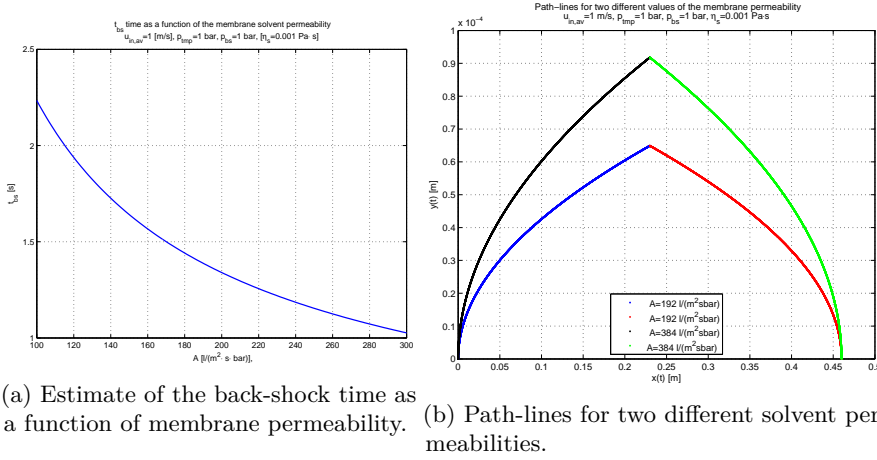 t_bs time as a function of the membrane solvent permeability
u_in,av=1 [m/s], p_tmp=1 bar, p_bs=1 bar, [η_s=0.001 Pa· s]
2.5
2
1.5
1
t_bs [s]
100 120 140 160 180 200 220 240 260 280 300
A [l/(m²· s· bar)],
(a) Estimate of the back-shock time as
a function of membrane permeability.
Path-lines for two different values of the membrane permeability
u_in,av=1 m/s, p_tmp=1 bar, p_bs=1 bar, η_s=0.001 Pa·s
1 x 10⁻⁴
0.9
0.8
0.7
0.6
0.5
0.4
0.3
0.2
0.1
0
y(t) [m]
A=192 l/(m²sbar)
A=192 l/(m²sbar)
A=384 l/(m²sbar)
A=384 l/(m²sbar)
0 0.05 0.1 0.15 0.2 0.25 0.3 0.35 0.4 0.45 0.5
x(t) [m]
(b) Path-lines for two different solvent per
meabilities.